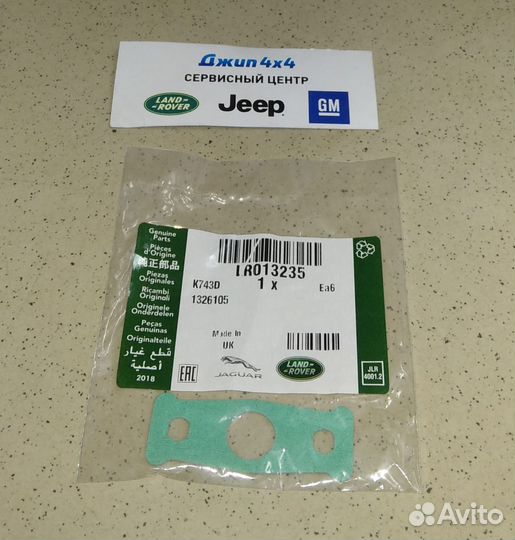 Джип 4x4
СЕРВИСНЫЙ ЦЕНТР
LAND-
-ROVER
Jeep
GM
Genuine
Parts
Pièces
d'Origine
純正部品
Piezas
Originales
Ricambi
Originali
Originele
Onderdelen
Peças
Genuínas
Originalteile
قطع غيار
أصلية
2018
LR013235
K743D
1 x
Ea6
1326105
Made In
UK
EAC
JAGUAR
LAND-
-ROVER
JLR
4001.2
Avito